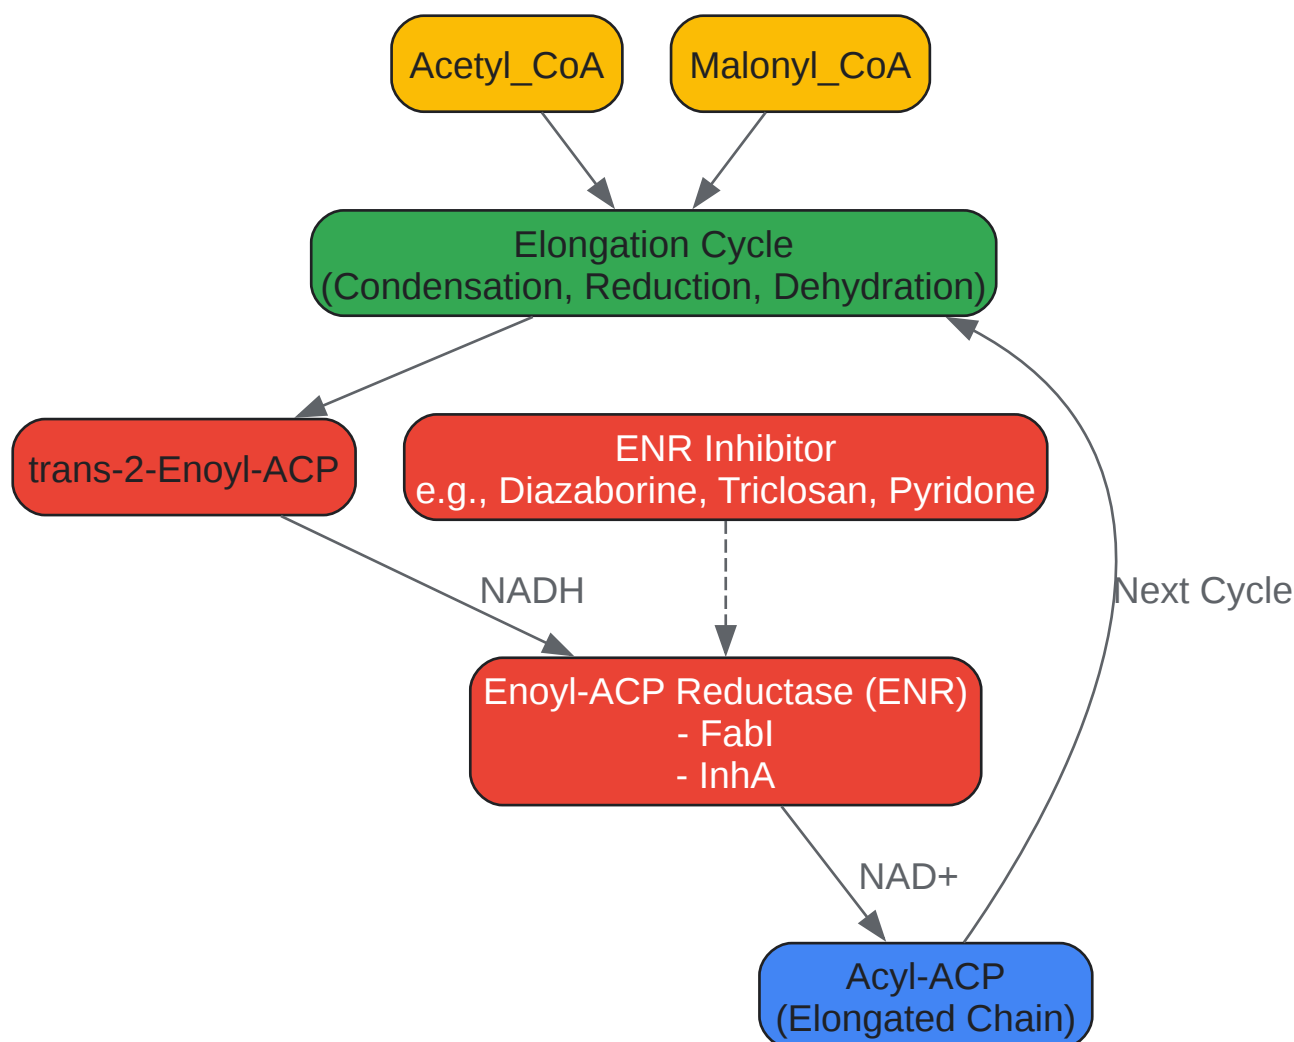 Acetyl_CoA
Malonyl_CoA
Elongation Cycle
(Condensation, Reduction, Dehydration)
trans-2-Enoyl-ACP
ENR Inhibitor
e.g., Diazaborine, Triclosan, Pyridone
NADH
Next Cycle
Enoyl-ACP Reductase (ENR)
- FabI
- InhA
NAD+
Acyl-ACP
(Elongated Chain)